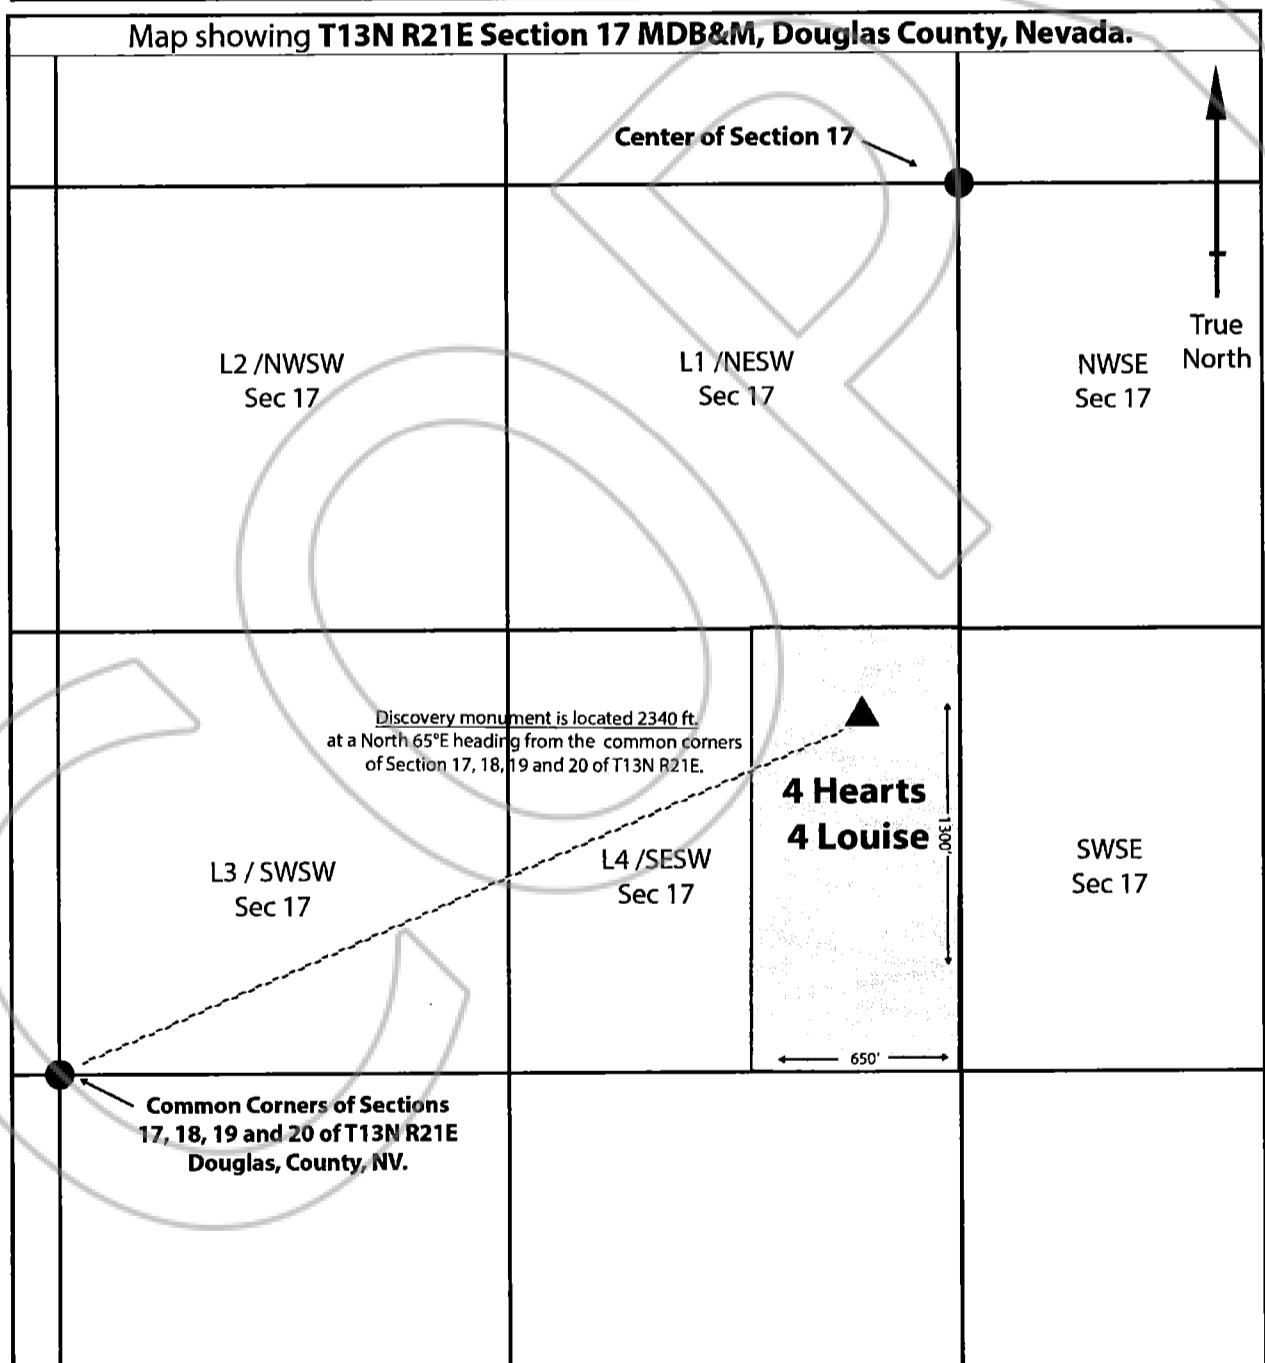 Map showing T13N R21E Section 17 MDB&M, Douglas County, Nevada.
Center of Section 17
True
North
L2 /NWSW
Sec 17
L1 /NESW
Sec 17
NWSE
Sec 17
Discovery monument is located 2340 ft.
at a North 65°E heading from the common corners
of Section 17, 18, 19 and 20 of T13N R21E.
4 Hearts
4 Louise
1300'
L3 / SWSW
Sec 17
L4 /SESW
Sec 17
SWSE
Sec 17
650'
Common Corners of Sections
17, 18, 19 and 20 of T13N R21E
Douglas, County, NV.
COP